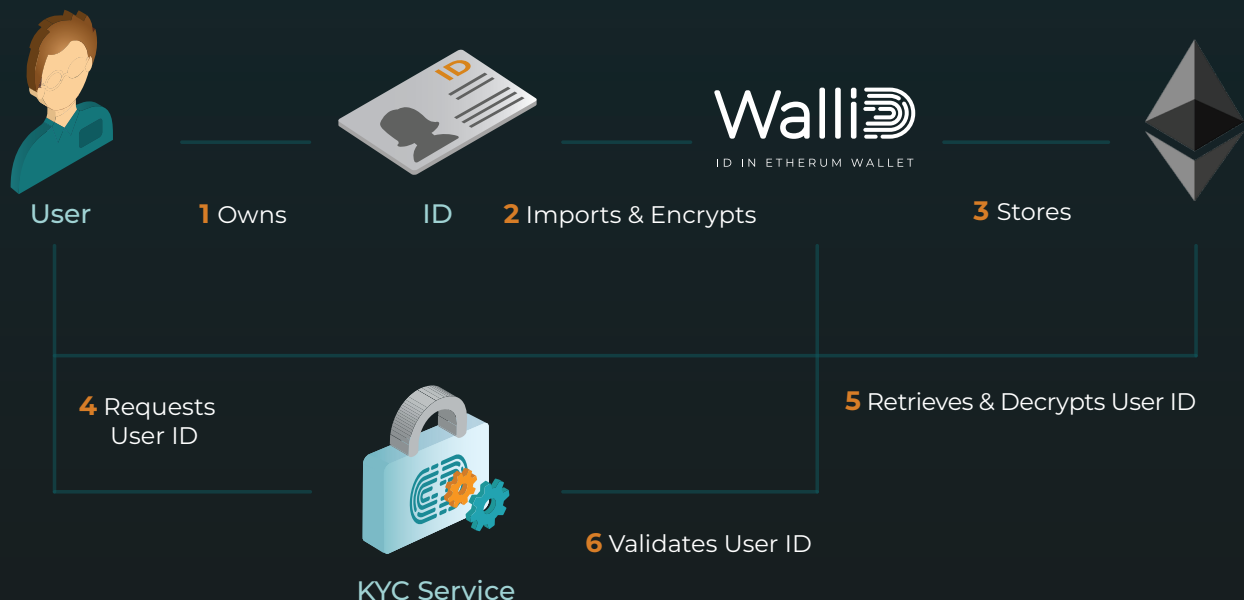 ID
WalliD
ID IN ETHERUM WALLET
User
1 Owns
ID
2 Imports & Encrypts
3 Stores
4 Requests
User ID
5 Retrieves & Decrypts User ID
6 Validates User ID
KYC Service